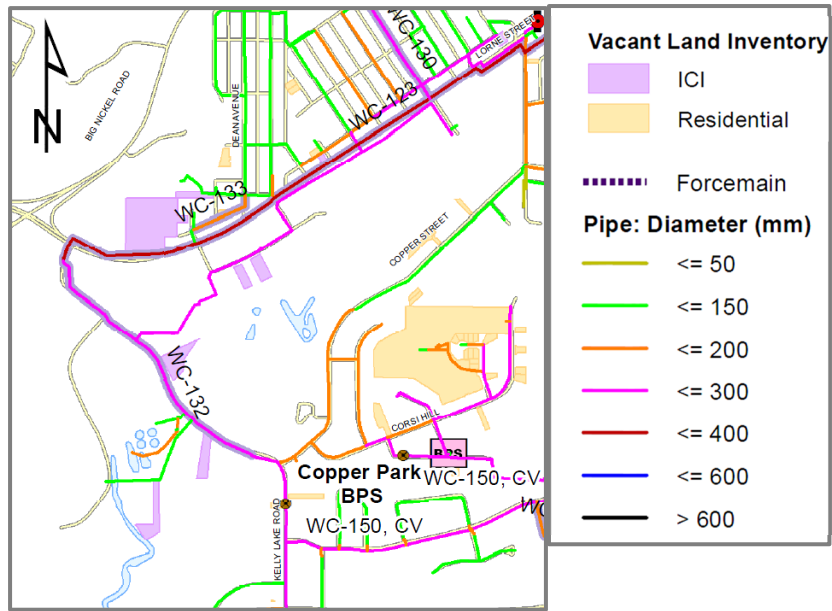 WC-130
LORNE STREET
BIG NICKEL ROAD
DEAN AVENUE
WC-123
N
WC-133
COPPER STREET
WC-132
CORSI HILL
BPS
Copper Park
BPS
WC-150, CV
WC-150, CV
KELLY LAKE ROAD
Vacant Land Inventory
ICI
Residential
Forcemain
Pipe: Diameter (mm)
<= 50
<= 150
<= 200
<= 300
<= 400
<= 600
> 600